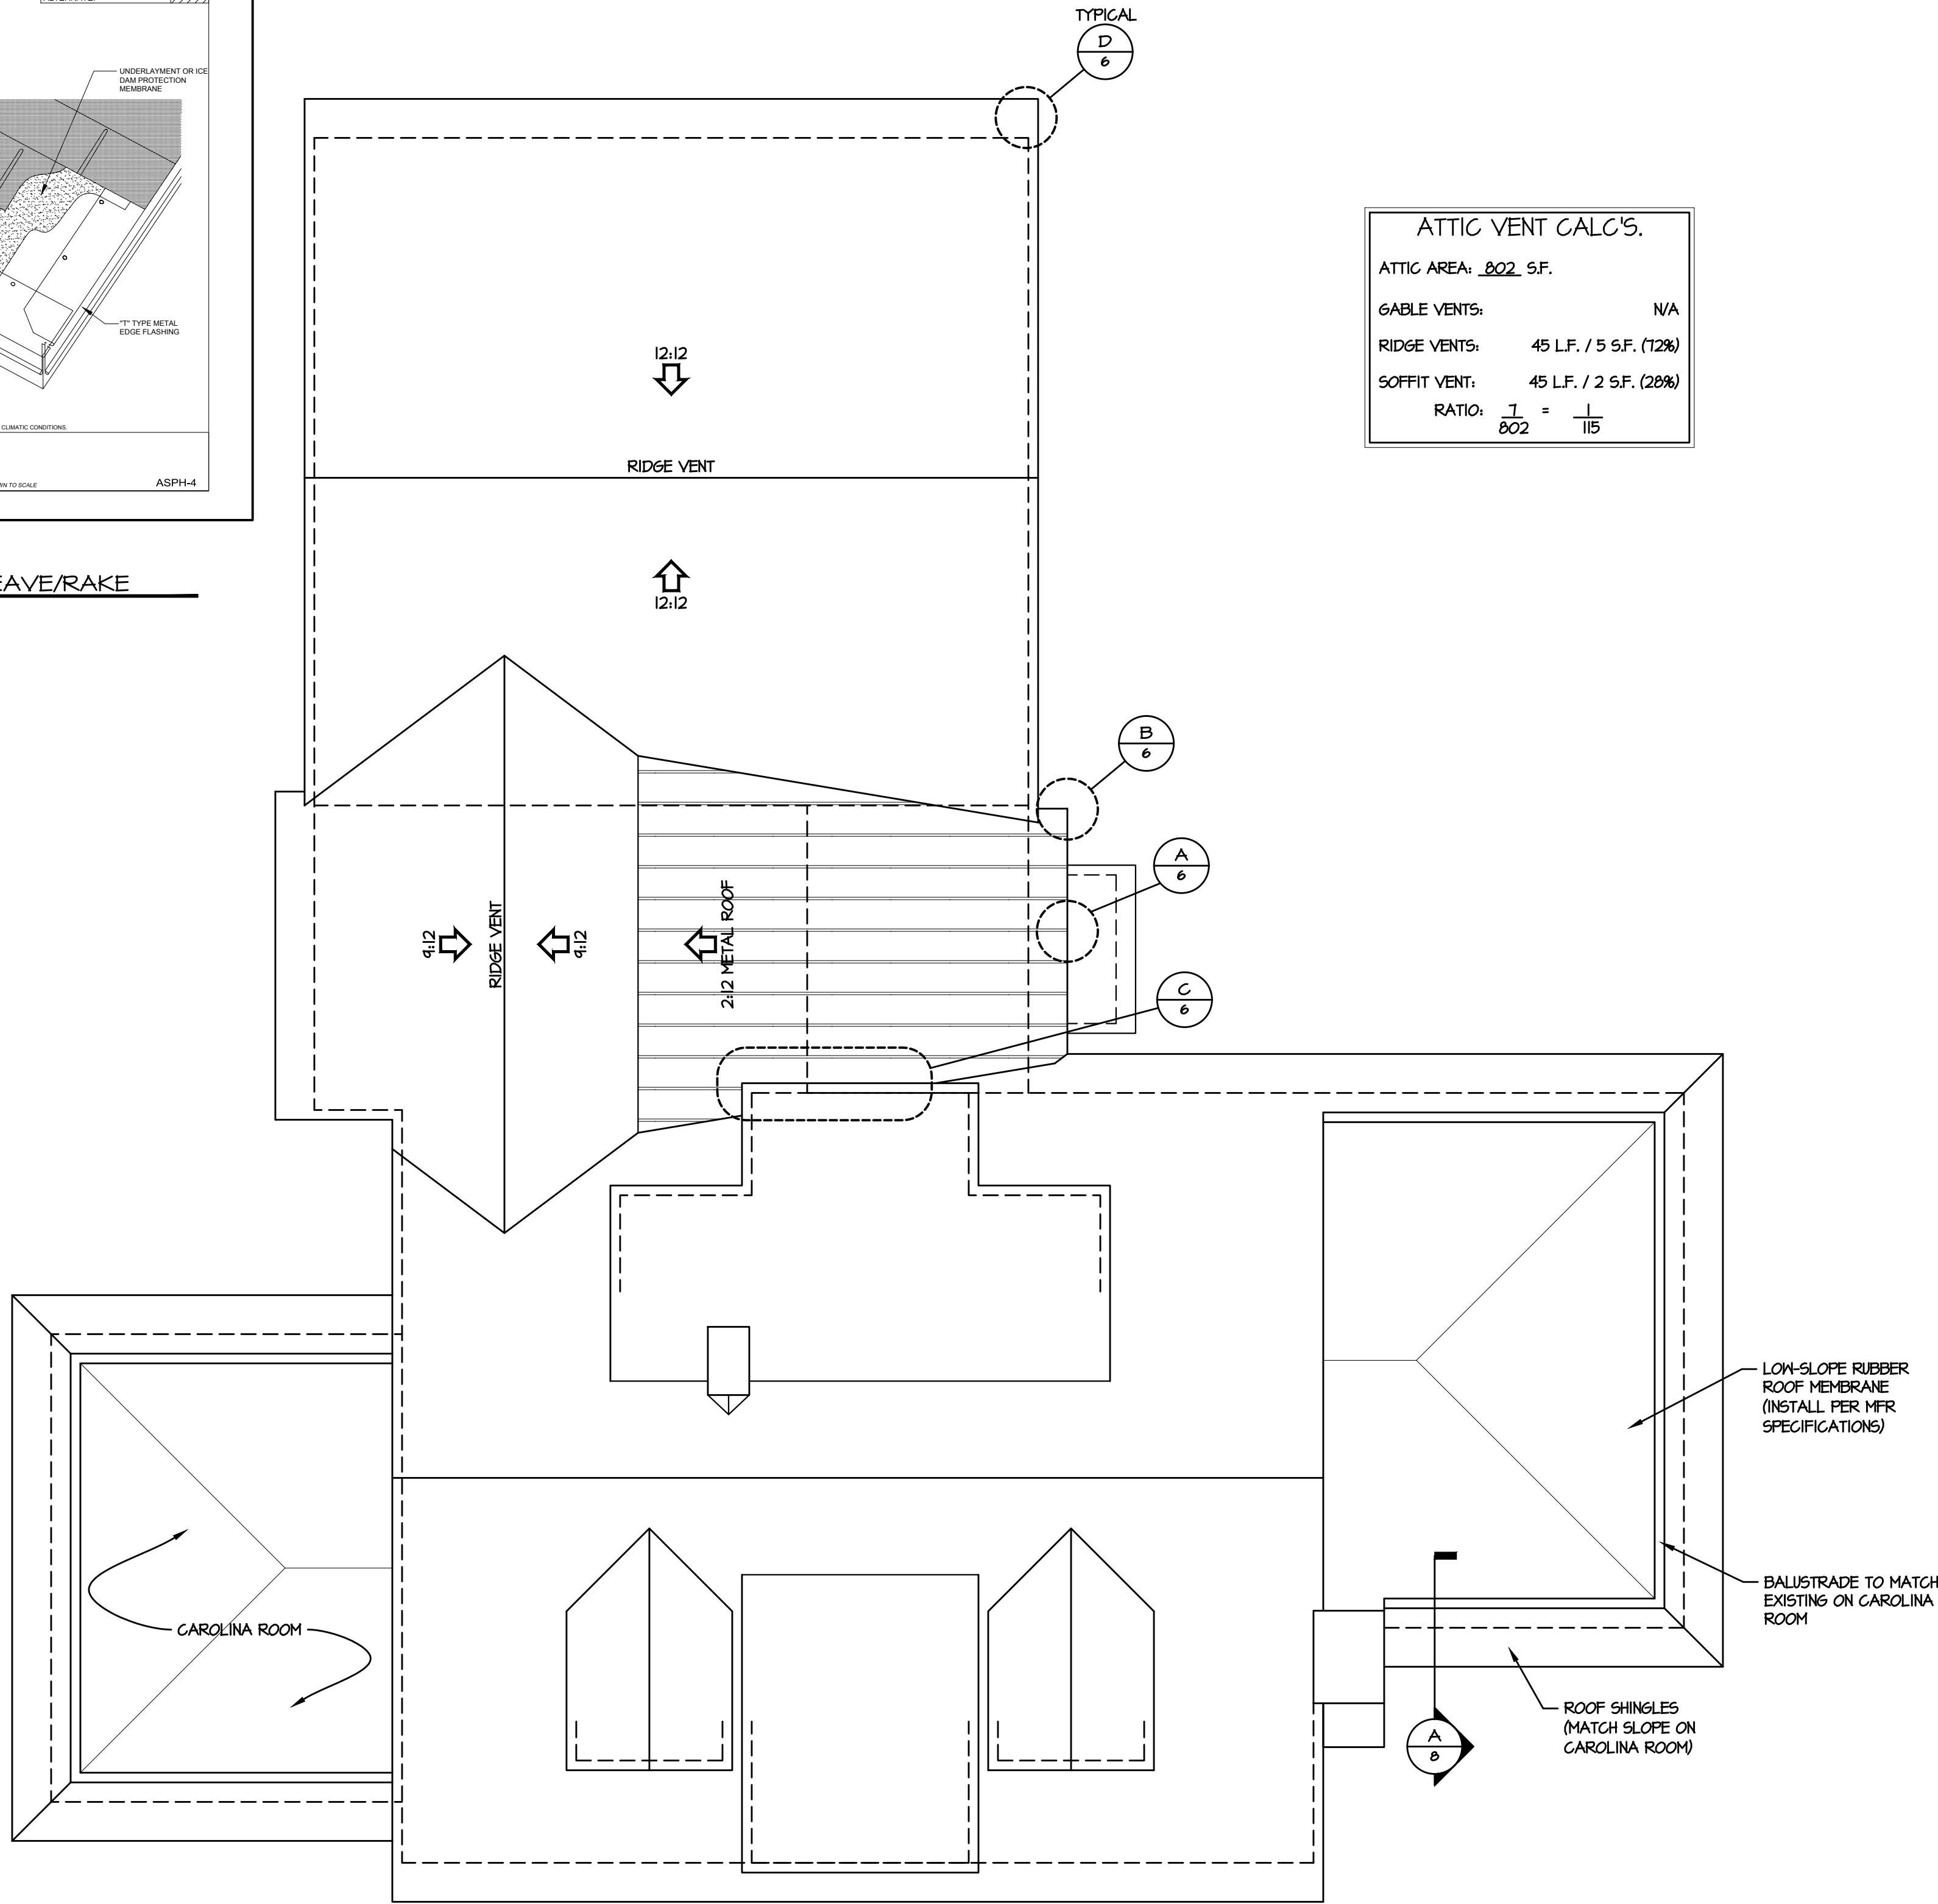 UNDERLAYMENT OR ICE
DAM PROTECTION
MEMBRANE
"T" TYPE METAL
EDGE FLASHING
CLIMATIC CONDITIONS.
ASPH-4
EAVE/RAKE
TYPICAL
D
6
ATTIC VENT CALC'S.
ATTIC AREA: 802 S.F.
GABLE VENTS: N/A
RIDGE VENTS: 45 L.F. / 5 S.F. (72%)
SOFFIT VENT: 45 L.F. / 2 S.F. (28%)
RATIO: 7 = 1
802 115
12:12
RIDGE VENT
12:12
B
6
A
6
C
6
9:12
RIDGE VENT
9:12
2:12 METAL ROOF
LOW-SLOPE RUBBER
ROOF MEMBRANE
(INSTALL PER MFR
SPECIFICATIONS)
BALUSTRADE TO MATCH
EXISTING ON CAROLINA
ROOM
CAROLINA ROOM
ROOF SHINGLES
(MATCH SLOPE ON
CAROLINA ROOM)
A
8